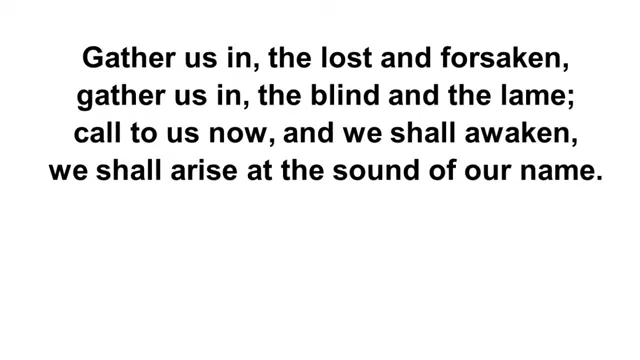 Gather us in, the lost and forsaken,
gather us in, the blind and the lame;
call to us now, and we shall awaken,
we shall arise at the sound of our name.